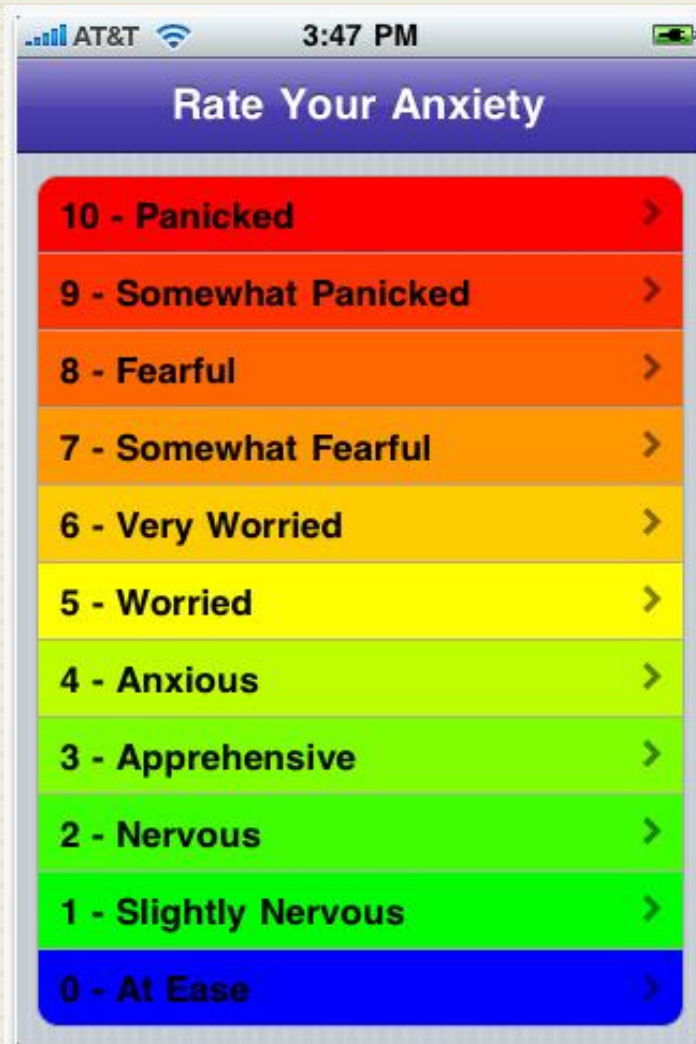 AT&T 3:47 PM
Rate Your Anxiety
10 - Panicked
9 - Somewhat Panicked
8 - Fearful
7 - Somewhat Fearful
6 - Very Worried
5 - Worried
4 - Anxious
3 - Apprehensive
2 - Nervous
1 - Slightly Nervous
0 - At Ease